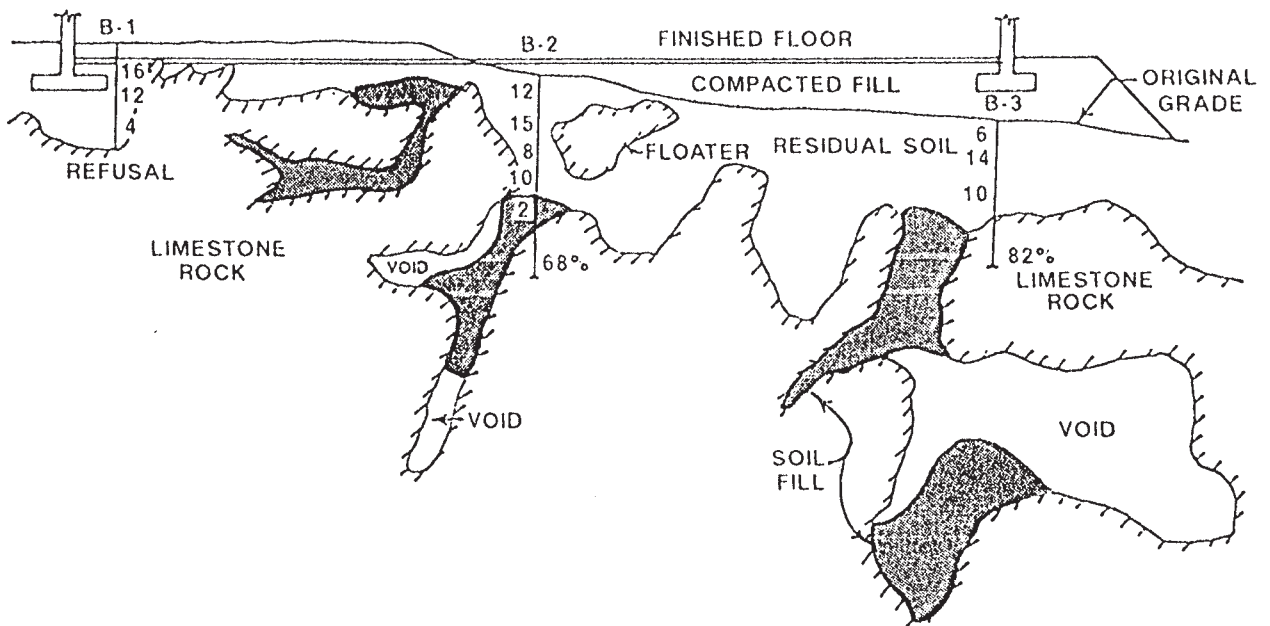 B-1
B-2
FINISHED FLOOR
16
COMPACTED FILL
ORIGINAL
GRADE
12
12
B-3
4
15
6
8
FLOATER
RESIDUAL SOIL
14
REFUSAL
10
10
2
LIMESTONE
ROCK
VOID
68%
82%
LIMESTONE
ROCK
VOID
VOID
SOIL
FILL